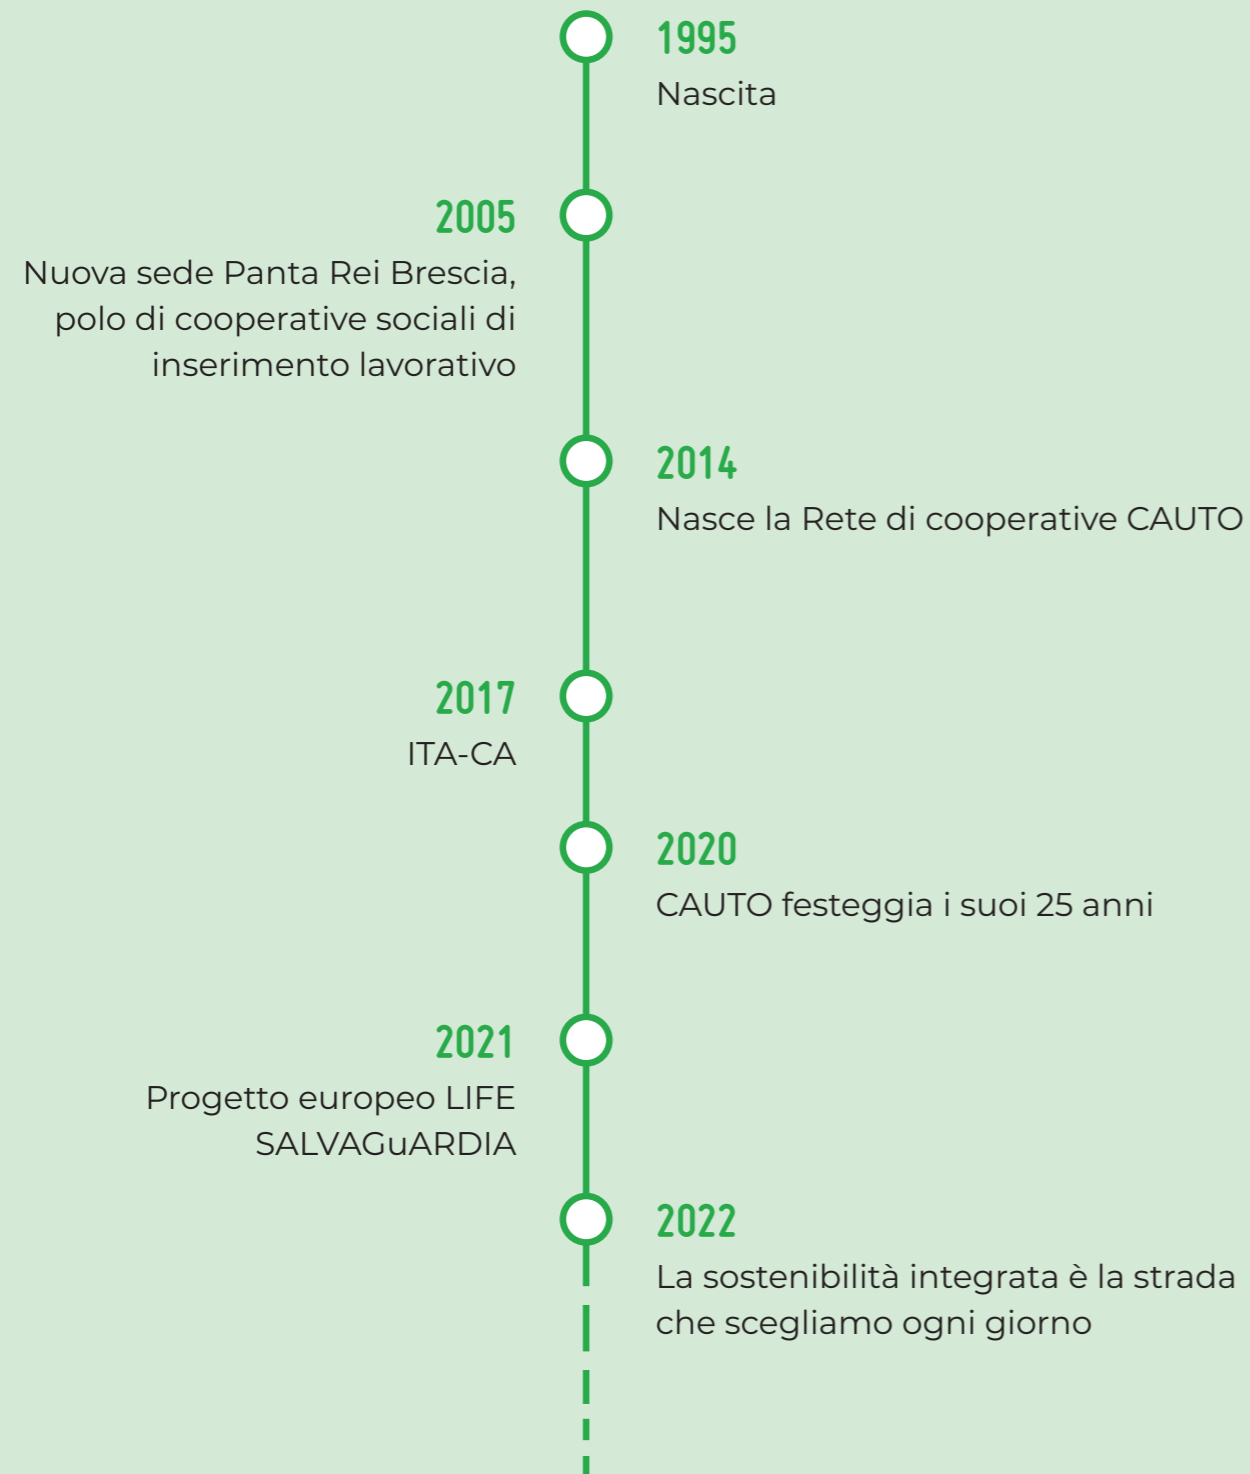 1995
Nascita
2005
Nuova sede Panta Rei Brescia,
polo di cooperative sociali di
inserimento lavorativo
2014
Nasce la Rete di cooperative CAUTO
2017
ITA-CA
2020
CAUTO festeggia i suoi 25 anni
2021
Progetto europeo LIFE
SALVAGuARDIA
2022
La sostenibilità integrata è la strada
che scegliamo ogni giorno